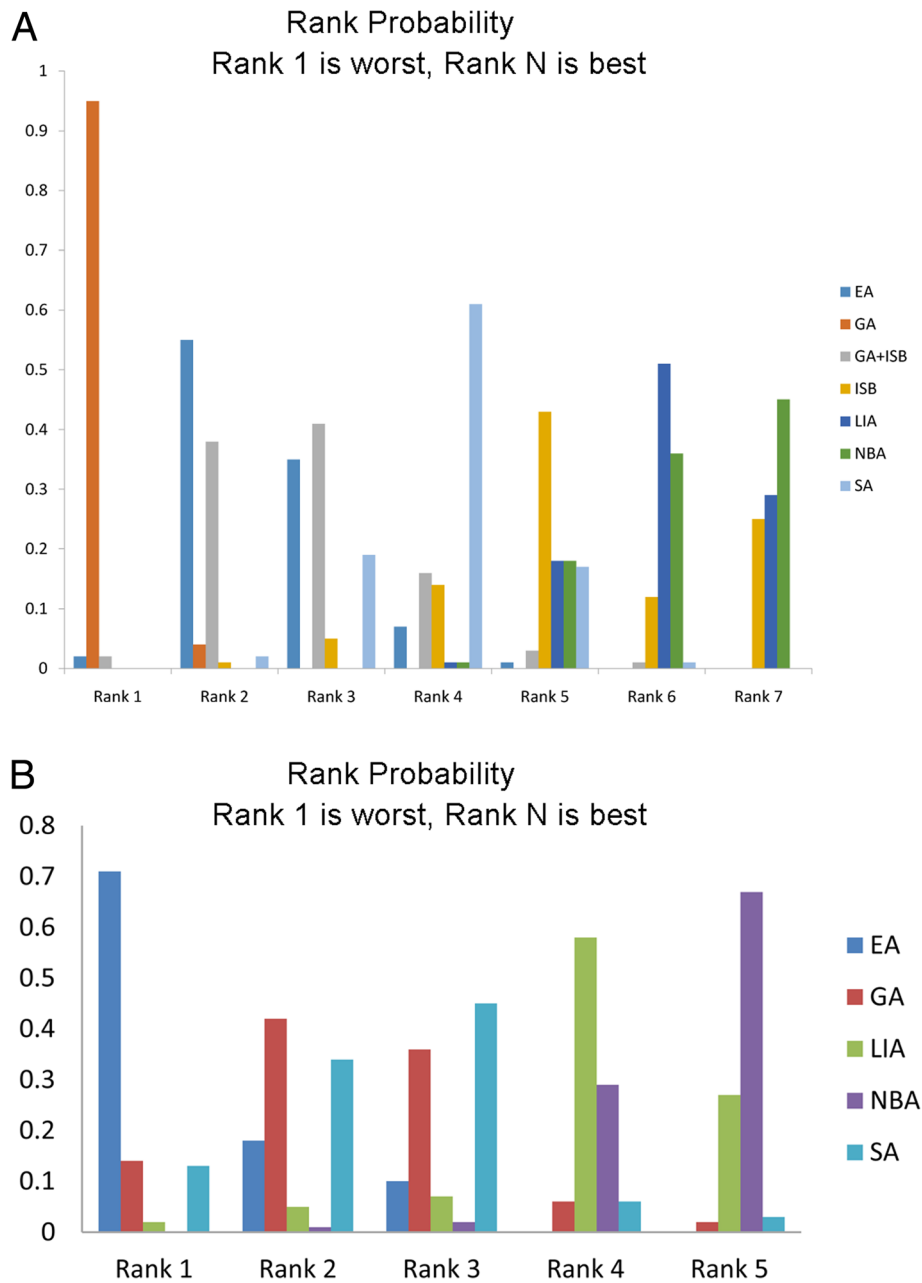 A
Rank Probability
Rank 1 is worst, Rank N is best
1
0.9
0.8
0.7
0.6
0.5
0.4
0.3
0.2
0.1
0
Rank 1 Rank 2 Rank 3 Rank 4 Rank 5 Rank 6 Rank 7
EA
GA
GA+ISB
ISB
LIA
NBA
SA
B
Rank Probability
Rank 1 is worst, Rank N is best
0.8
0.7
0.6
0.5
0.4
0.3
0.2
0.1
0
Rank 1 Rank 2 Rank 3 Rank 4 Rank 5
EA
GA
LIA
NBA
SA